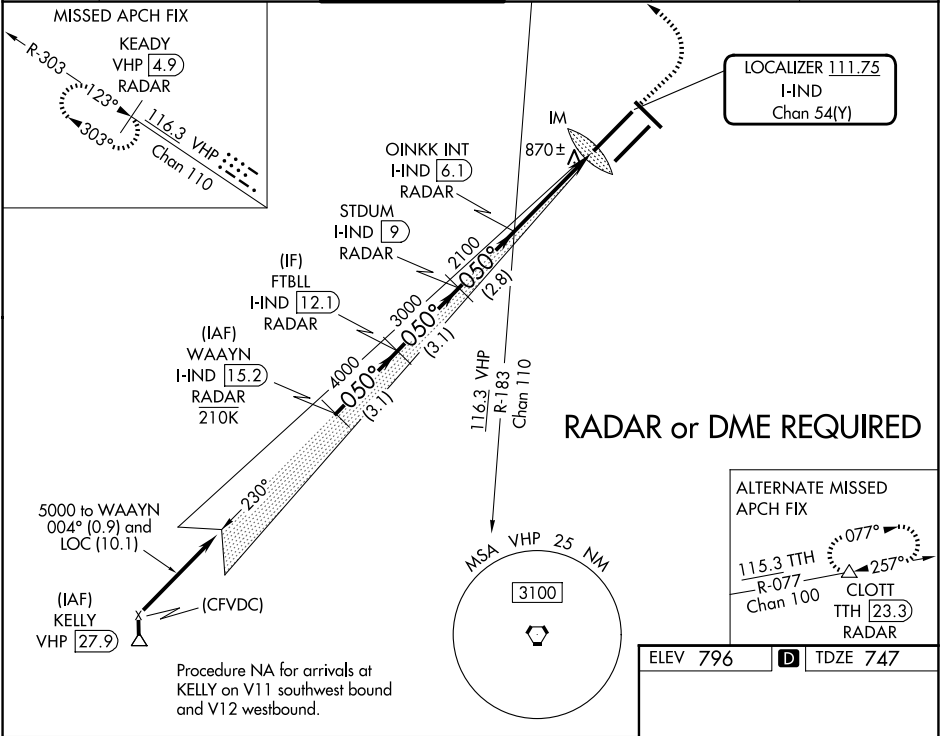 MISSED APCH FIX
KEADY
VHP 4.9
RADAR
R-303
123°
303°
116.3 VHP
Chan 110
LOCALIZER 111.75
I-IND
Chan 54(Y)
IM
870±
OINKK INT
I-IND 6.1
RADAR
STDUM
I-IND 9
RADAR
(IF)
FTBLL
I-IND 12.1
RADAR
(IAF)
WAAYN
I-IND 15.2
RADAR
210K
2100
050°
(2.8)
3000
050°
(3.1)
4000
050°
(3.1)
230°
116.3 VHP
R-183
Chan 110
RADAR or DME REQUIRED
5000 to WAAYN
004° (0.9) and
LOC (10.1)
(IAF)
KELLY
VHP 27.9
(CFVDC)
MSA VHP 25 NM
3100
ALTERNATE MISSED
APCH FIX
077°
257°
115.3 TTH
R-077
Chan 100
CLOTT
TTH 23.3
RADAR
Procedure NA for arrivals at
KELLY on V11 southwest bound
and V12 westbound.
ELEV 796 D TDZE 747